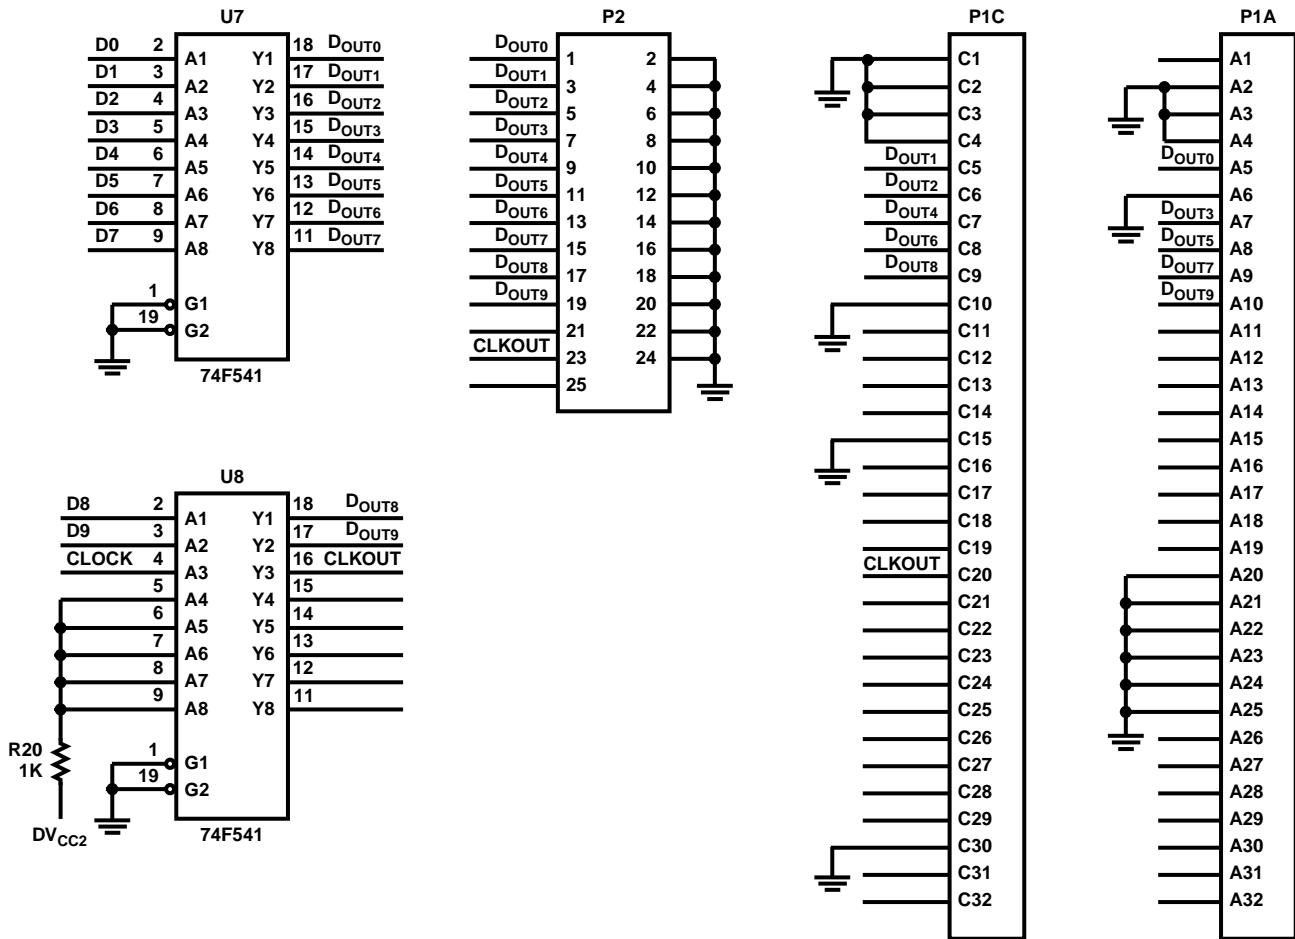 U7
D0 2 A1 Y1 18 DOUT0
D1 3 A2 Y2 17 DOUT1
D2 4 A3 Y3 16 DOUT2
D3 5 A4 Y4 15 DOUT3
D4 6 A5 Y5 14 DOUT4
D5 7 A6 Y6 13 DOUT5
D6 8 A7 Y7 12 DOUT6
D7 9 A8 Y8 11 DOUT7
1 G1
19 G2
74F541
P2
DOUT0 1 2
DOUT1 3 4
DOUT2 5 6
DOUT3 7 8
DOUT4 9 10
DOUT5 11 12
DOUT6 13 14
DOUT7 15 16
DOUT8 17 18
DOUT9 19 20
21 22
CLKOUT 23 24
25
U8
D8 2 A1 Y1 18 DOUT8
D9 3 A2 Y2 17 DOUT9
CLOCK 4 A3 Y3 16 CLKOUT
5 A4 Y4 15
6 A5 Y5 14
7 A6 Y6 13
8 A7 Y7 12
9 A8 Y8 11
R20
1K
1 G1
19 G2
DVCC2
74F541
P1C
C1
C2
C3
C4
DOUT1 C5
DOUT2 C6
DOUT4 C7
DOUT6 C8
DOUT8 C9
C10
C11
C12
C13
C14
C15
C16
C17
C18
C19
CLKOUT C20
C21
C22
C23
C24
C25
C26
C27
C28
C29
C30
C31
C32
P1A
A1
A2
A3
A4
DOUT0 A5
A6
DOUT3 A7
DOUT5 A8
DOUT7 A9
DOUT9 A10
A11
A12
A13
A14
A15
A16
A17
A18
A19
A20
A21
A22
A23
A24
A25
A26
A27
A28
A29
A30
A31
A32